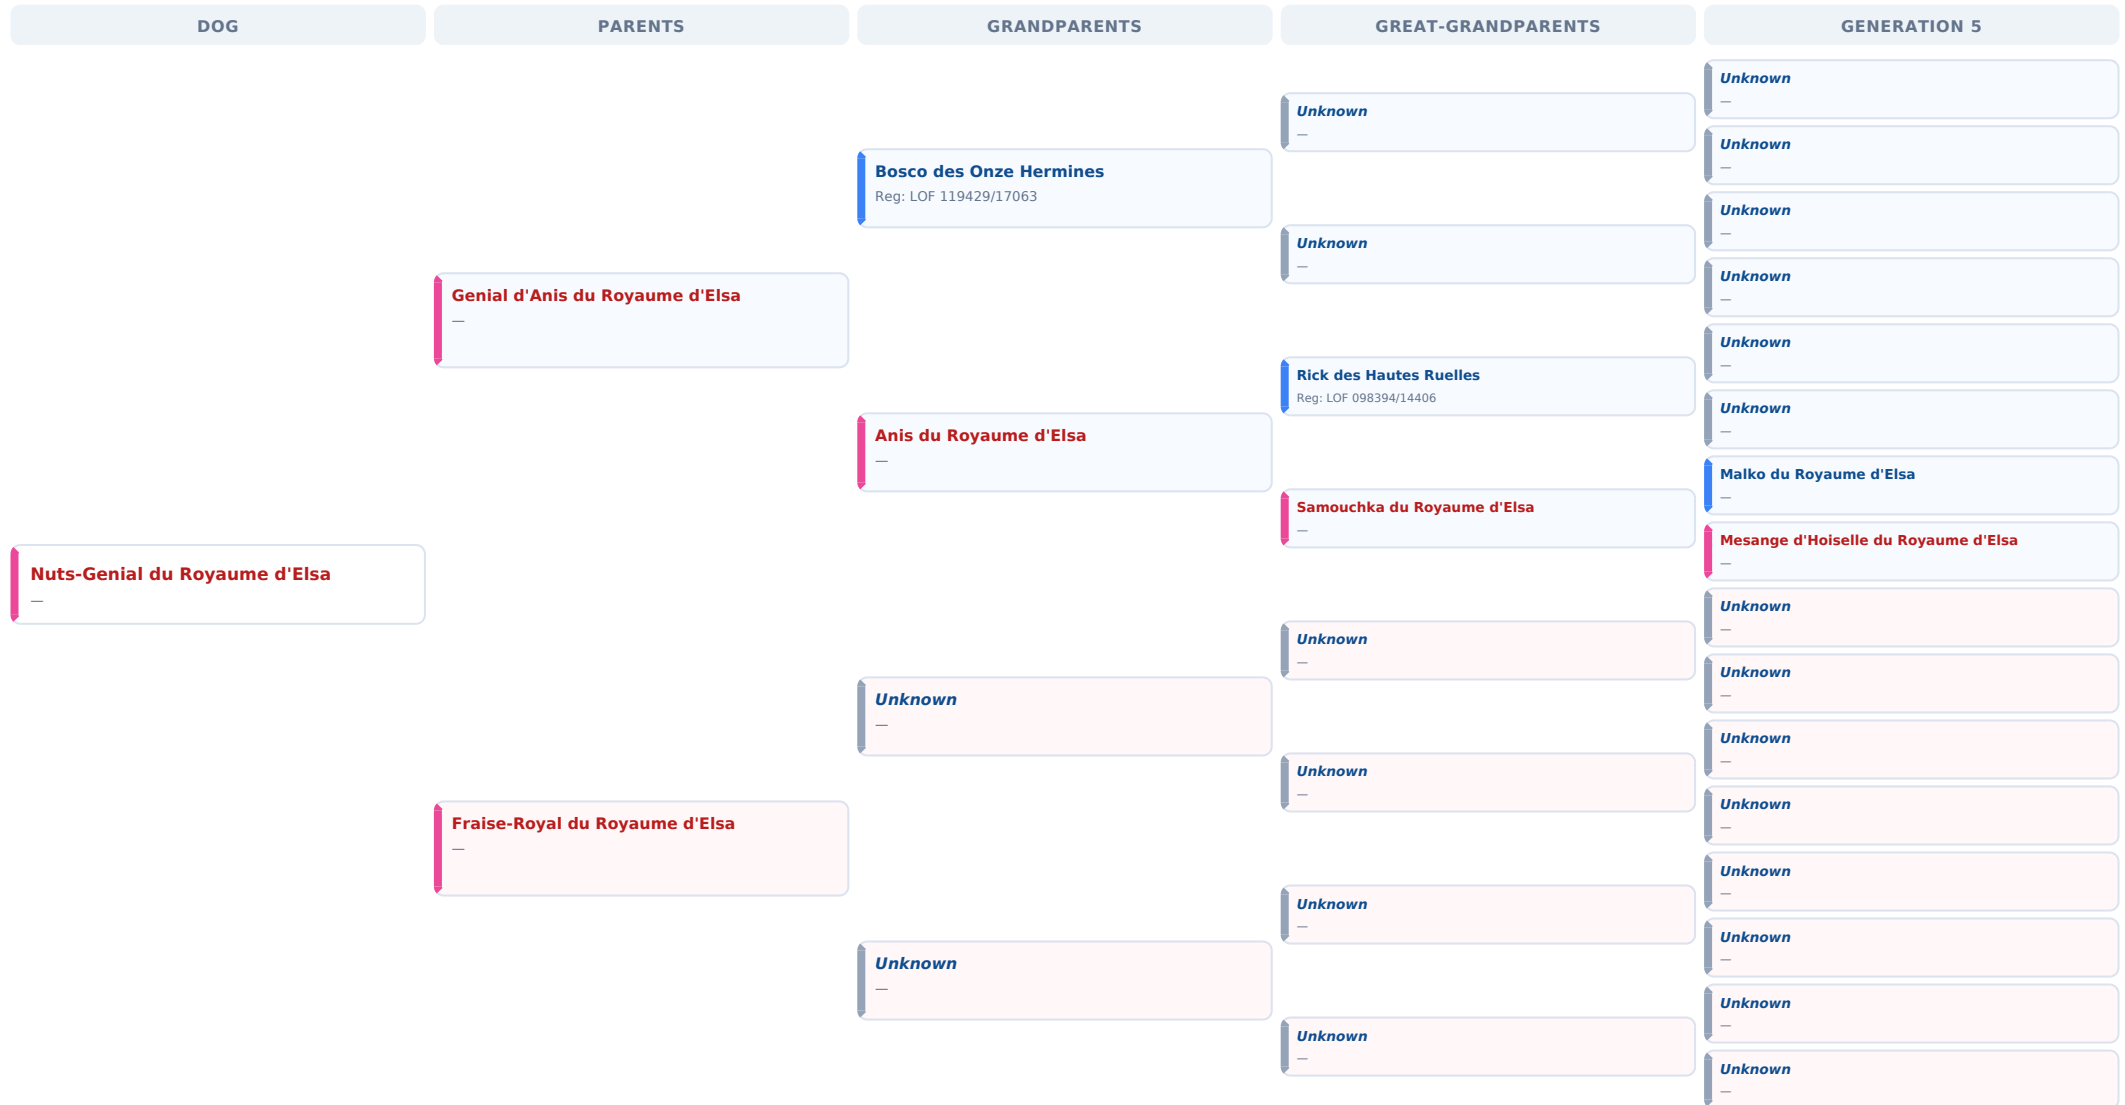 DOG
PARENTS
GRANDPARENTS
GREAT-GRANDPARENTS
GENERATION 5
Nuts-Genial du Royaume d'Elsa
—
Genial d'Anis du Royaume d'Elsa
—
Fraise-Royal du Royaume d'Elsa
—
Bosco des Onze Hermines
Reg: LOF 119429/17063
Anis du Royaume d'Elsa
—
Unknown
—
Unknown
—
Unknown
—
Unknown
—
Rick des Hautes Ruelles
Reg: LOF 098394/14406
Samouchka du Royaume d'Elsa
—
Unknown
—
Unknown
—
Unknown
—
Unknown
—
Unknown
—
Unknown
—
Unknown
—
Unknown
—
Unknown
—
Unknown
—
Malko du Royaume d'Elsa
—
Mesange d'Hoiselle du Royaume d'Elsa
—
Unknown
—
Unknown
—
Unknown
—
Unknown
—
Unknown
—
Unknown
—
Unknown
—
Unknown
—